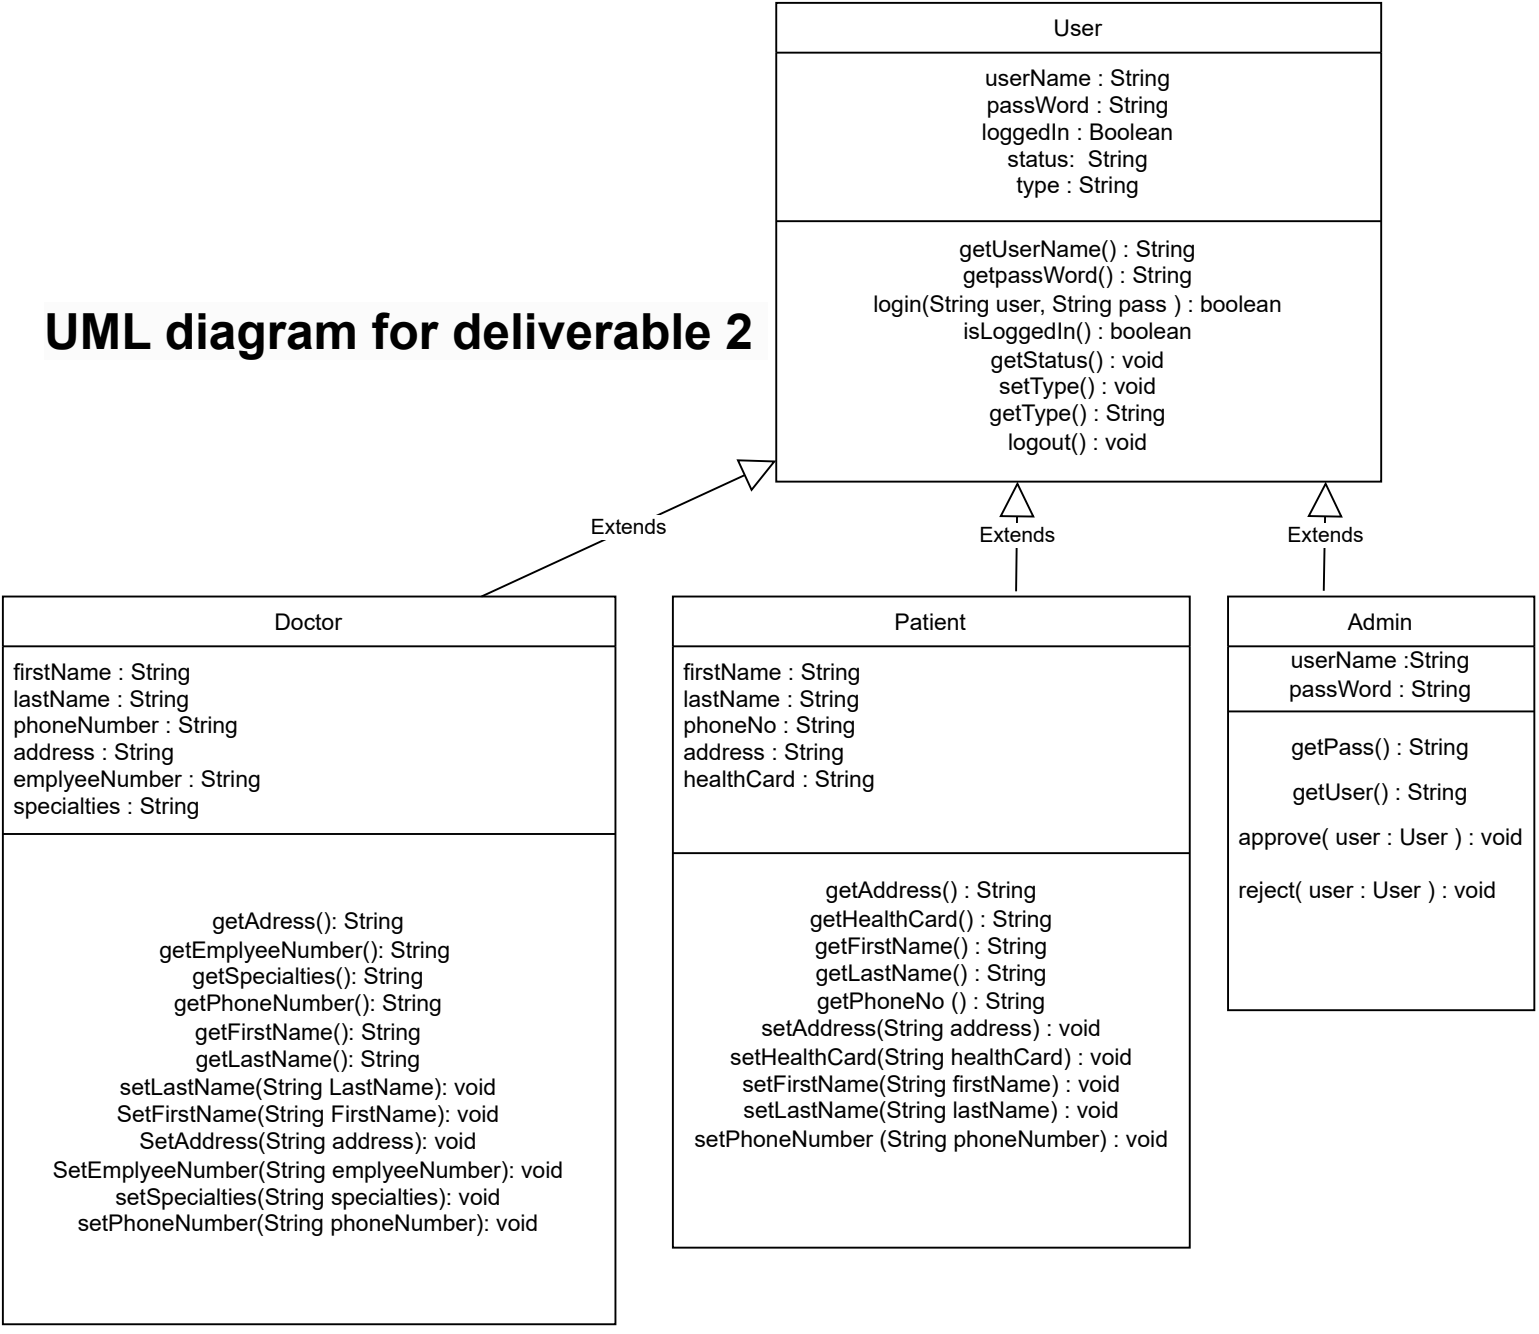 User
userName : String
passWord : String
loggedIn : Boolean
status:  String
type : String
getUserName() : String
getpassWord() : String
login(String user, String pass ) : boolean
isLoggedIn() : boolean
getStatus() : void
setType() : void
getType() : String
logout() : void
UML diagram for deliverable 2
Extends
Extends
Extends
Doctor
firstName : String
lastName : String
phoneNumber : String
address : String
emplyeeNumber : String
specialties : String
getAdress(): String
getEmplyeeNumber(): String
getSpecialties(): String
getPhoneNumber(): String
getFirstName(): String
getLastName(): String
setLastName(String LastName): void
SetFirstName(String FirstName): void
SetAddress(String address): void
SetEmplyeeNumber(String emplyeeNumber): void
setSpecialties(String specialties): void
setPhoneNumber(String phoneNumber): void
Patient
firstName : String
lastName : String
phoneNo : String
address : String
healthCard : String
getAddress() : String
getHealthCard() : String
getFirstName() : String
getLastName() : String
getPhoneNo () : String
setAddress(String address) : void
setHealthCard(String healthCard) : void
setFirstName(String firstName) : void
setLastName(String lastName) : void
setPhoneNumber (String phoneNumber) : void
Admin
userName :String
passWord : String
getPass() : String
getUser() : String
approve( user : User ) : void
reject( user : User ) : void